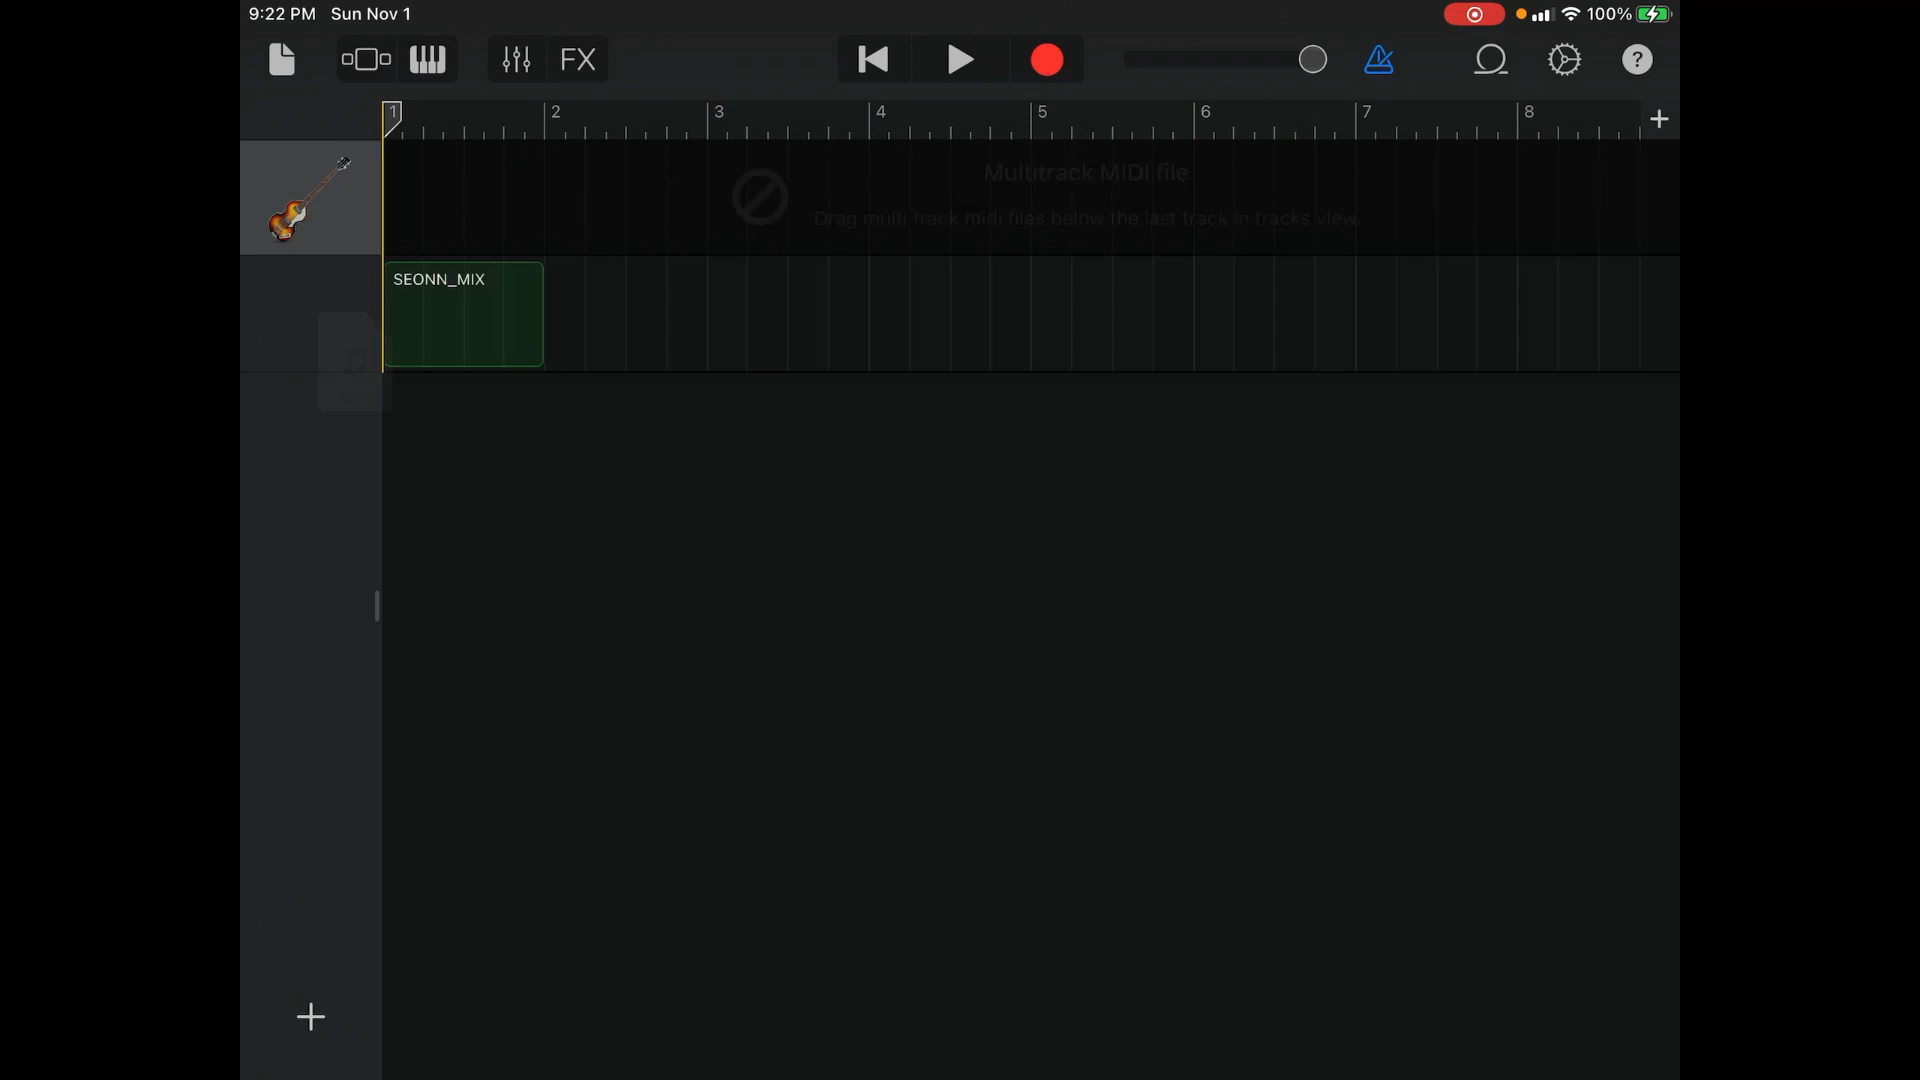 9:22 PM Sun Nov 1
100%
FX
?
1 2 3 4 5 6 7 8
Multitrack MIDI file
Drag multi track midi files below the last track in tracks view.
SEONN_MIX